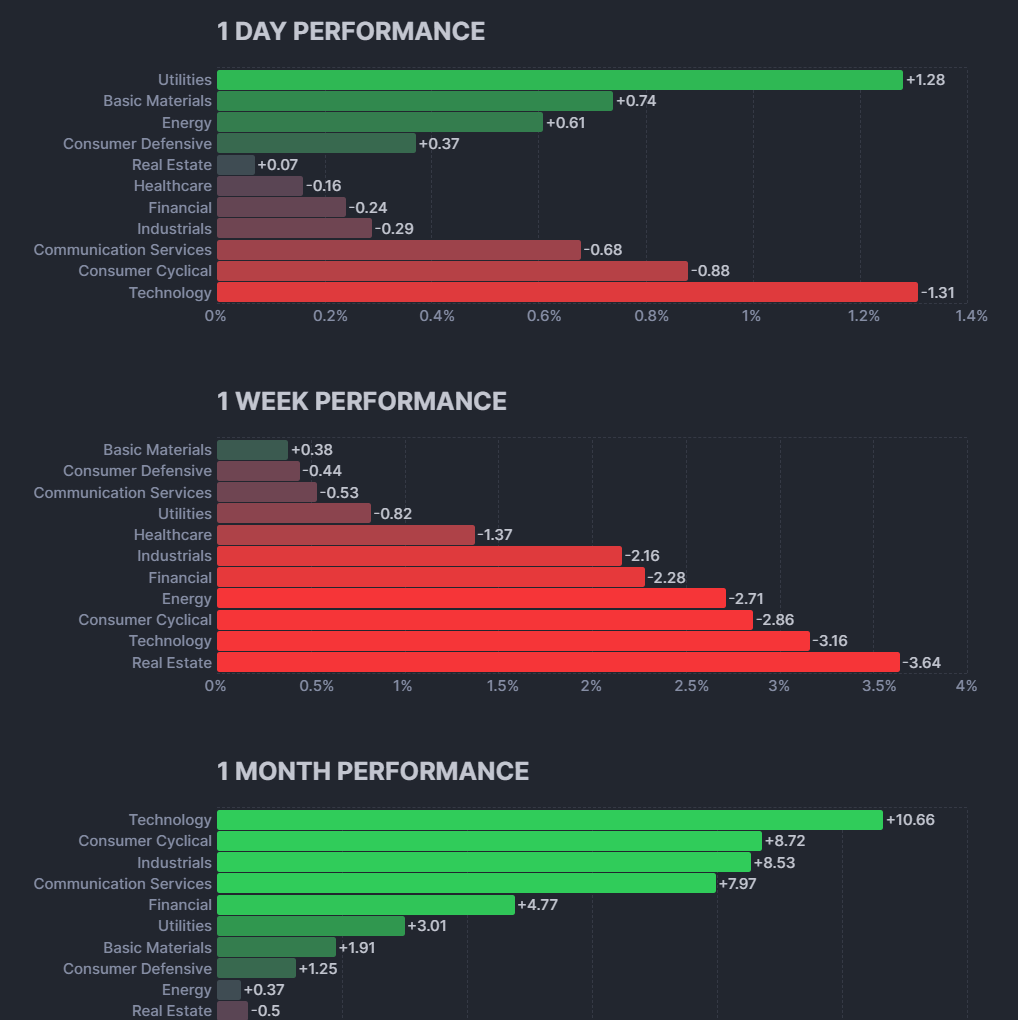 1 DAY PERFORMANCE
Utilities +1.28
Basic Materials +0.74
Energy +0.61
Consumer Defensive +0.37
Real Estate +0.07
Healthcare -0.16
Financial -0.24
Industrials -0.29
Communication Services -0.68
Consumer Cyclical -0.88
Technology -1.31
0% 0.2% 0.4% 0.6% 0.8% 1% 1.2% 1.4%
1 WEEK PERFORMANCE
Basic Materials +0.38
Consumer Defensive -0.44
Communication Services -0.53
Utilities -0.82
Healthcare -1.37
Industrials -2.16
Financial -2.28
Energy -2.71
Consumer Cyclical -2.86
Technology -3.16
Real Estate -3.64
0% 0.5% 1% 1.5% 2% 2.5% 3% 3.5% 4%
1 MONTH PERFORMANCE
Technology +10.66
Consumer Cyclical +8.72
Industrials +8.53
Communication Services +7.97
Financial +4.77
Utilities +3.01
Basic Materials +1.91
Consumer Defensive +1.25
Energy +0.37
Real Estate -0.5